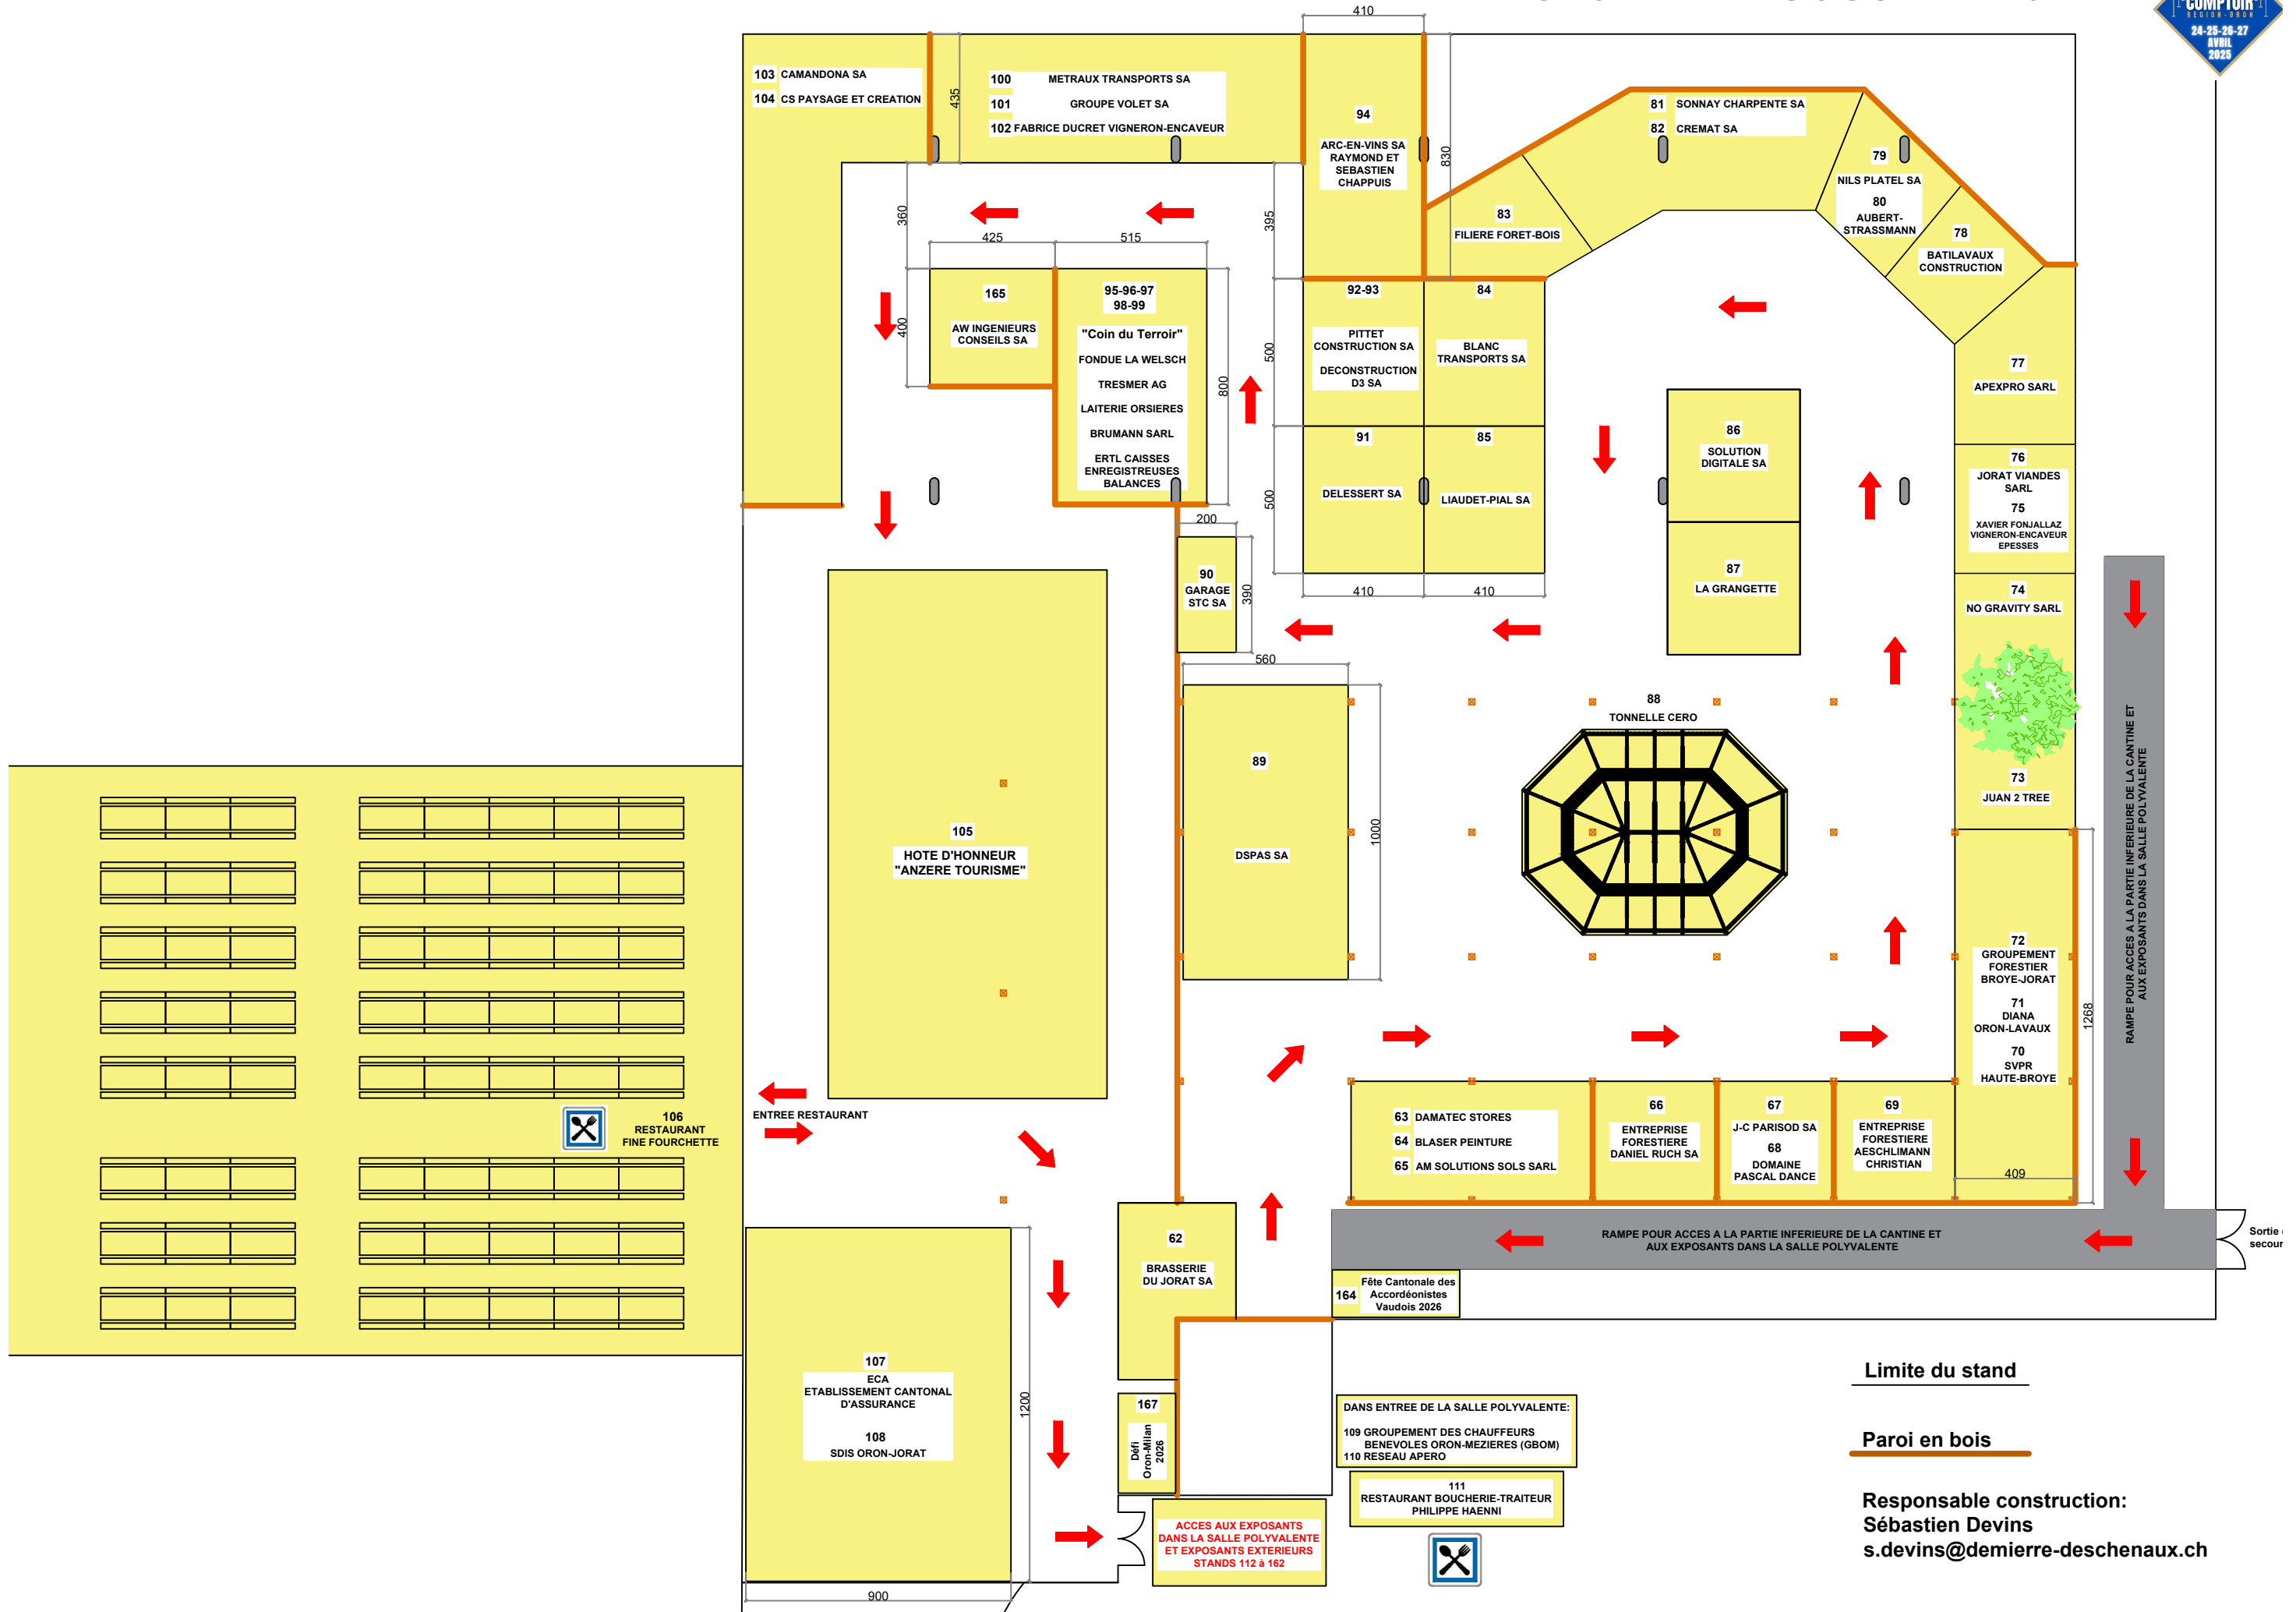 COMPTOIR
REGION-ORON
24-25-26-27
AVRIL
2025
410
103 CAMANDONA SA
104 CS PAYSAGE ET CREATION
435
100 METRAUX TRANSPORTS SA
101 GROUPE VOLET SA
102 FABRICE DUCRET VIGNERON-ENCAVEUR
94
ARC-EN-VINS SA
RAYMOND ET
SEBASTIEN
CHAPPUIS
830
81 SONNAY CHARPENTE SA
82 CREMAT SA
79
NILS PLATEL SA
80
AUBERT-
STRASSMANN
83
FILIERE FORET-BOIS
78
BATILAVAUX
CONSTRUCTION
360
395
425
515
165
AW INGENIEURS
CONSEILS SA
400
95-96-97
98-99
"Coin du Terroir"
FONDUE LA WELSCH
TRESMER AG
LAITERIE ORSIERES
BRUMANN SARL
ERTL CAISSES
ENREGISTREUSES
BALANCES
800
92-93
PITTET
CONSTRUCTION SA
DECONSTRUCTION
D3 SA
500
84
BLANC
TRANSPORTS SA
77
APEXPRO SARL
91
DELESSERT SA
500
85
LIAUDET-PIAL SA
86
SOLUTION
DIGITALE SA
76
JORAT VIANDES
SARL
75
XAVIER FONJALLAZ
VIGNERON-ENCAVEUR
EPESSES
200
90
GARAGE
STC SA
390
410
410
87
LA GRANGETTE
74
NO GRAVITY SARL
560
88
TONNELLE CERO
89
DSPAS SA
1000
73
JUAN 2 TREE
RAMPE POUR ACCES A LA PARTIE INFERIEURE DE LA CANTINE ET
AUX EXPOSANTS DANS LA SALLE POLYVALENTE
105
HOTE D'HONNEUR
"ANZERE TOURISME"
72
GROUPEMENT
FORESTIER
BROYE-JORAT
71
DIANA
ORON-LAVAUX
70
SVPR
HAUTE-BROYE
1268
409
ENTREE RESTAURANT
106
RESTAURANT
FINE FOURCHETTE
63 DAMATEC STORES
64 BLASER PEINTURE
65 AM SOLUTIONS SOLS SARL
66
ENTREPRISE
FORESTIERE
DANIEL RUCH SA
67
J-C PARISOD SA
68
DOMAINE
PASCAL DANCE
69
ENTREPRISE
FORESTIERE
AESCHLIMANN
CHRISTIAN
62
BRASSERIE
DU JORAT SA
RAMPE POUR ACCES A LA PARTIE INFERIEURE DE LA CANTINE ET
AUX EXPOSANTS DANS LA SALLE POLYVALENTE
Sortie
secour
164
Fête Cantonale des
Accordéonistes
Vaudois 2026
107
ECA
ETABLISSEMENT CANTONAL
D'ASSURANCE
108
SDIS ORON-JORAT
1200
900
167
Défi
Oron-Milan
2026
DANS ENTREE DE LA SALLE POLYVALENTE:
109 GROUPEMENT DES CHAUFFEURS
BENEVOLES ORON-MEZIERES (GBOM)
110 RESEAU APERO
111
RESTAURANT BOUCHERIE-TRAITEUR
PHILIPPE HAENNI
ACCES AUX EXPOSANTS
DANS LA SALLE POLYVALENTE
ET EXPOSANTS EXTERIEURS
STANDS 112 à 162
Limite du stand
Paroi en bois
Responsable construction:
Sébastien Devins
s.devins@demierre-deschenaux.ch